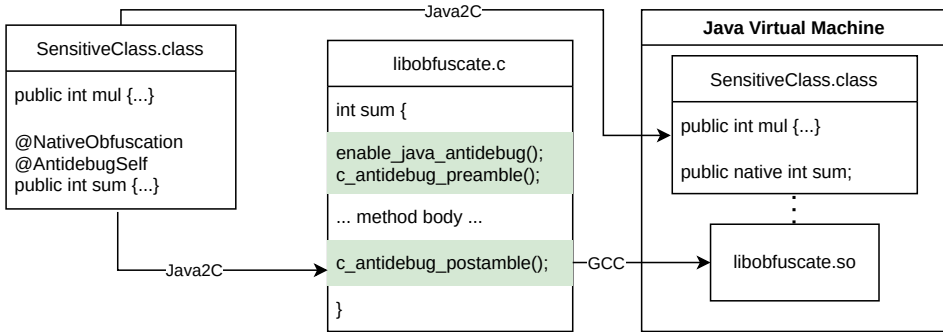 Java2C
SensitiveClass.class
public int mul {...}
@NativeObfuscation
@AntidebugSelf
public int sum {...}
Java2C
libobfuscate.c
int sum {
enable_java_antidebug();
c_antidebug_preamble();
... method body ...
c_antidebug_postamble();
}
GCC
Java Virtual Machine
SensitiveClass.class
public int mul {...}
public native int sum;
libobfuscate.so